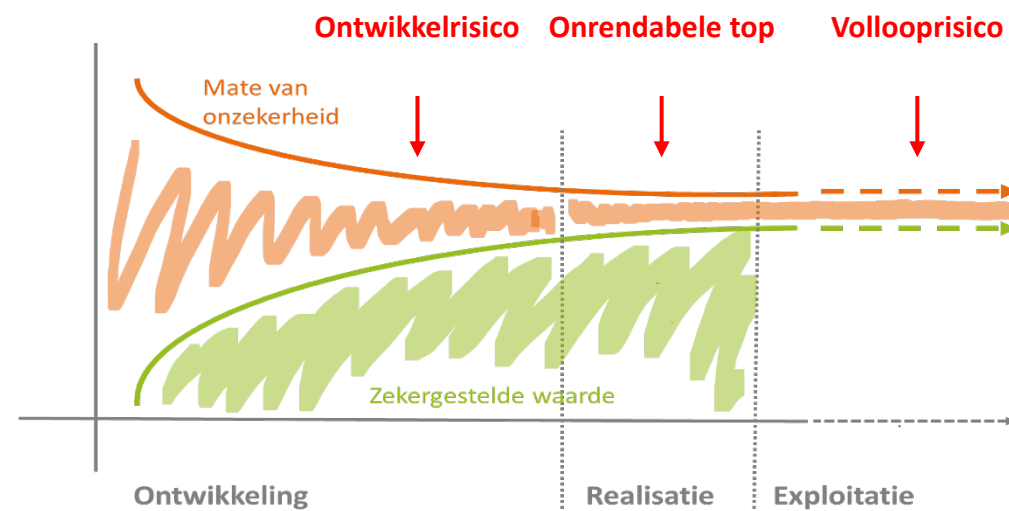 Ontwikkelrisico Onrendabele top Vollooprisico
Mate van
onzekerheid
Zekergestelde waarde
Ontwikkeling Realisatie Exploitatie